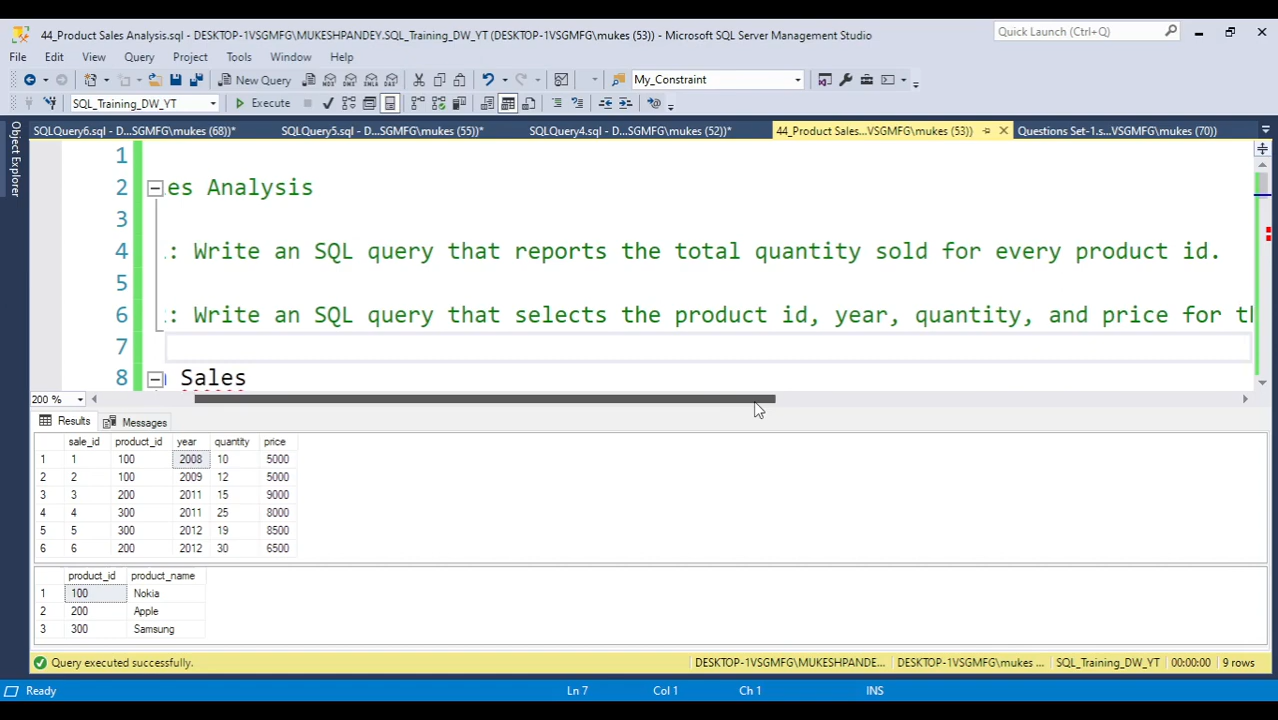 44_Product Sales Analysis.sql - DESKTOP-1VSGMFG\MUKESHPANDEY.SQL_Training_DW_YT (DESKTOP-1VSGMFG\mukes (53)) - Microsoft SQL Server Management Studio
Quick Launch (Ctrl+Q)
File Edit View Query Project Tools Window Help
New Query
My_Constraint
SQL_Training_DW_YT Execute
SQLQuery6.sql - D...SGMFG\mukes (68))* SQLQuery5.sql - D...SGMFG\mukes (55))* SQLQuery4.sql - D...SGMFG\mukes (52))* 44_Product Sales...VSGMFG\mukes (53)) Questions Set-1.s...VSGMFG\mukes (70))
Object Explorer
1
2 es Analysis
3
4 : Write an SQL query that reports the total quantity sold for every product id.
5
6 : Write an SQL query that selects the product id, year, quantity, and price for th
7
8 Sales
200 %
Results Messages
sale_id product_id year quantity price
1 1 100 2008 10 5000
2 2 100 2009 12 5000
3 3 200 2011 15 9000
4 4 300 2011 25 8000
5 5 300 2012 19 8500
6 6 200 2012 30 6500
product_id product_name
1 100 Nokia
2 200 Apple
3 300 Samsung
Query executed successfully. DESKTOP-1VSGMFG\MUKESHPANDE... DESKTOP-1VSGMFG\mukes ... SQL_Training_DW_YT 00:00:00 9 rows
Ready Ln 7 Col 1 Ch 1 INS